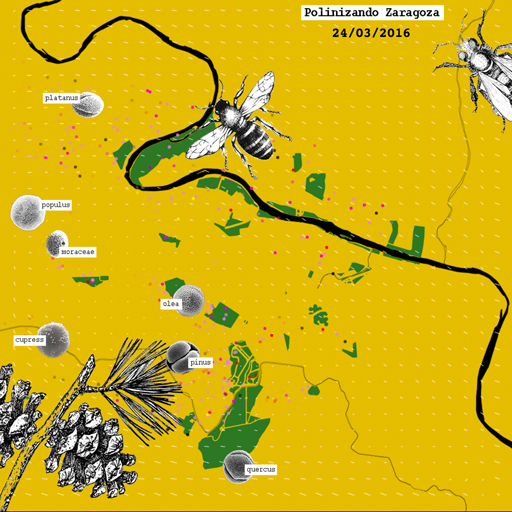 Polinizando Zaragoza
24/03/2016
platanus
populus
moraceae
olea
cupress
pinus
quercus